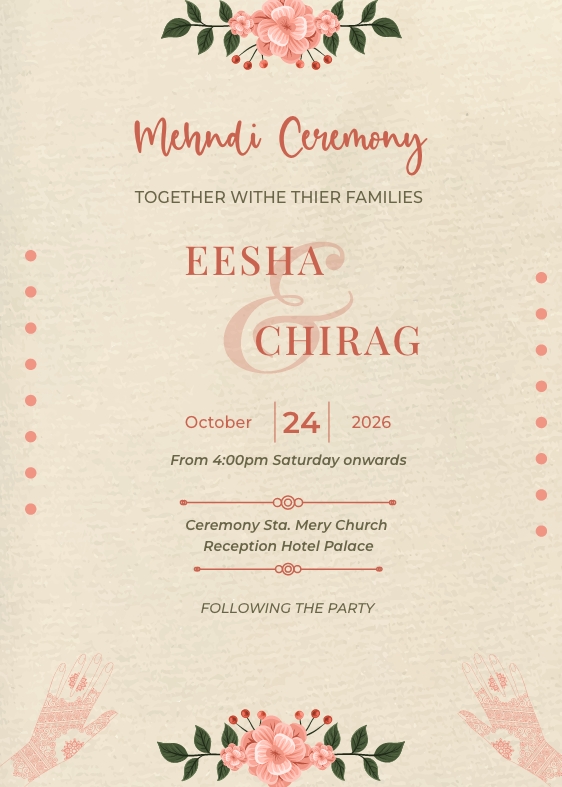 Mehndi Ceremony
TOGETHER WITHE THIER FAMILIES
EESHA
&
CHIRAG
October 24 2026
From 4:00pm Saturday onwards
Ceremony Sta. Mery Church
Reception Hotel Palace
FOLLOWING THE PARTY